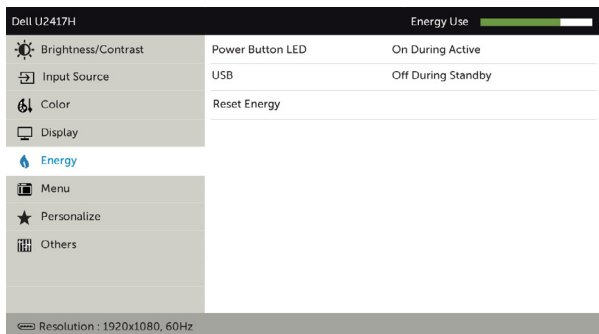 Dell U2417H Energy Use
Brightness/Contrast Power Button LED On During Active
Input Source USB Off During Standby
Color Reset Energy
Display
Energy
Menu
Personalize
Others
Resolution : 1920x1080, 60Hz